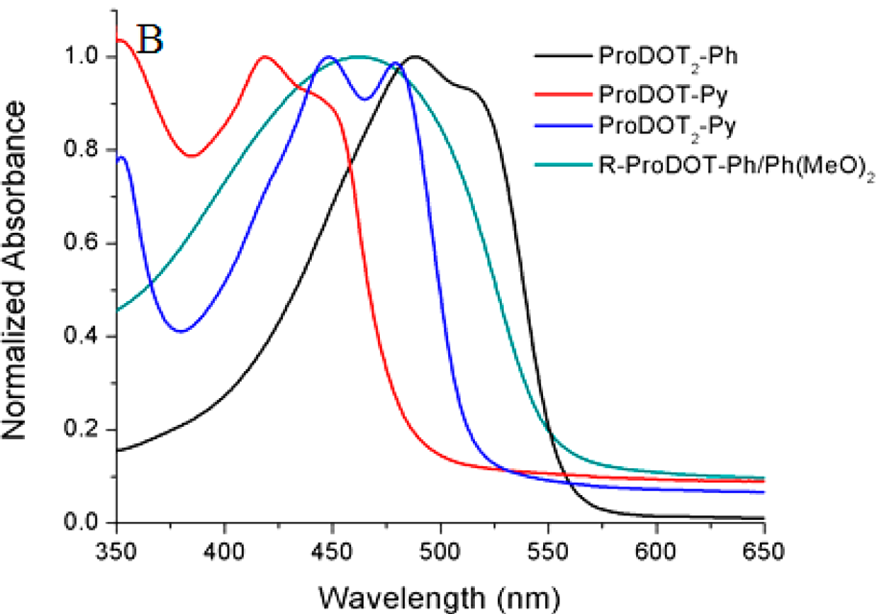 B
ProDOT₂-Ph
ProDOT-Py
ProDOT₂-Py
R-ProDOT-Ph/Ph(MeO)₂
Normalized Absorbance
1.0
0.8
0.6
0.4
0.2
0.0
350 400 450 500 550 600 650
Wavelength (nm)